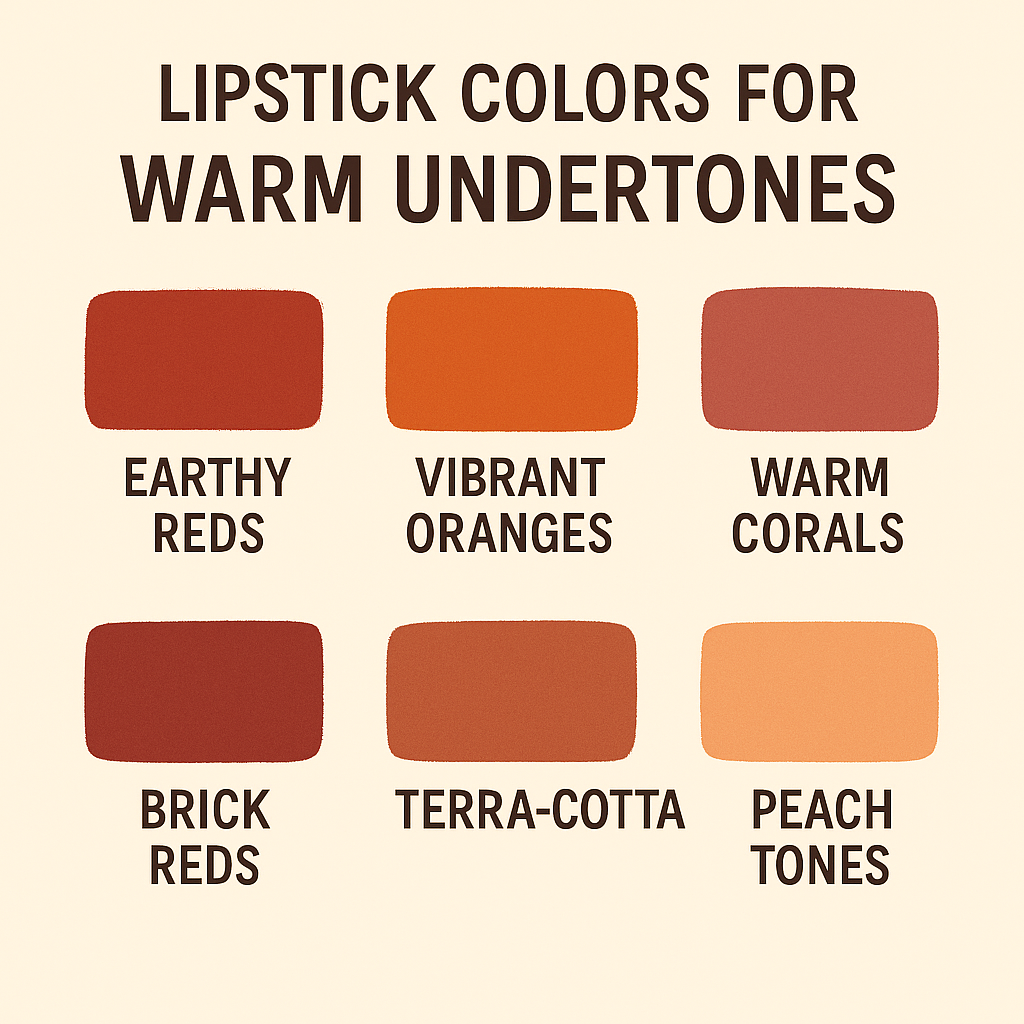 LIPSTICK COLORS FOR
WARM UNDERTONES
EARTHY
REDS
VIBRANT
ORANGES
WARM
CORALS
BRICK
REDS
TERRA-COTTA
PEACH
TONES